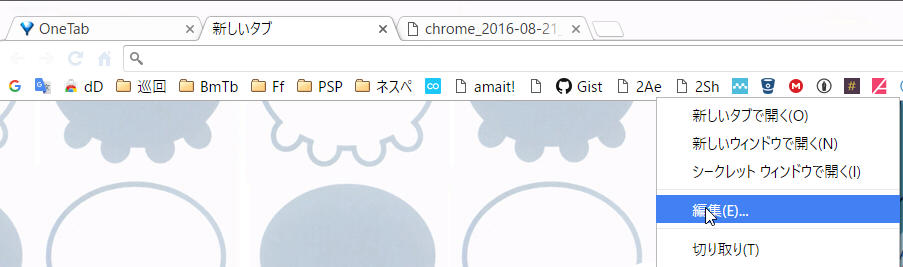 OneTab
新しいタブ
chrome_2016-08-21_
dD 巡回 BmTb Ff PSP ネスペ amait! Gist 2Ae 2Sh
新しいタブで開く(O)
新しいウィンドウで開く(N)
シークレット ウィンドウで開く(I)
編集(E)...
切り取り(T)